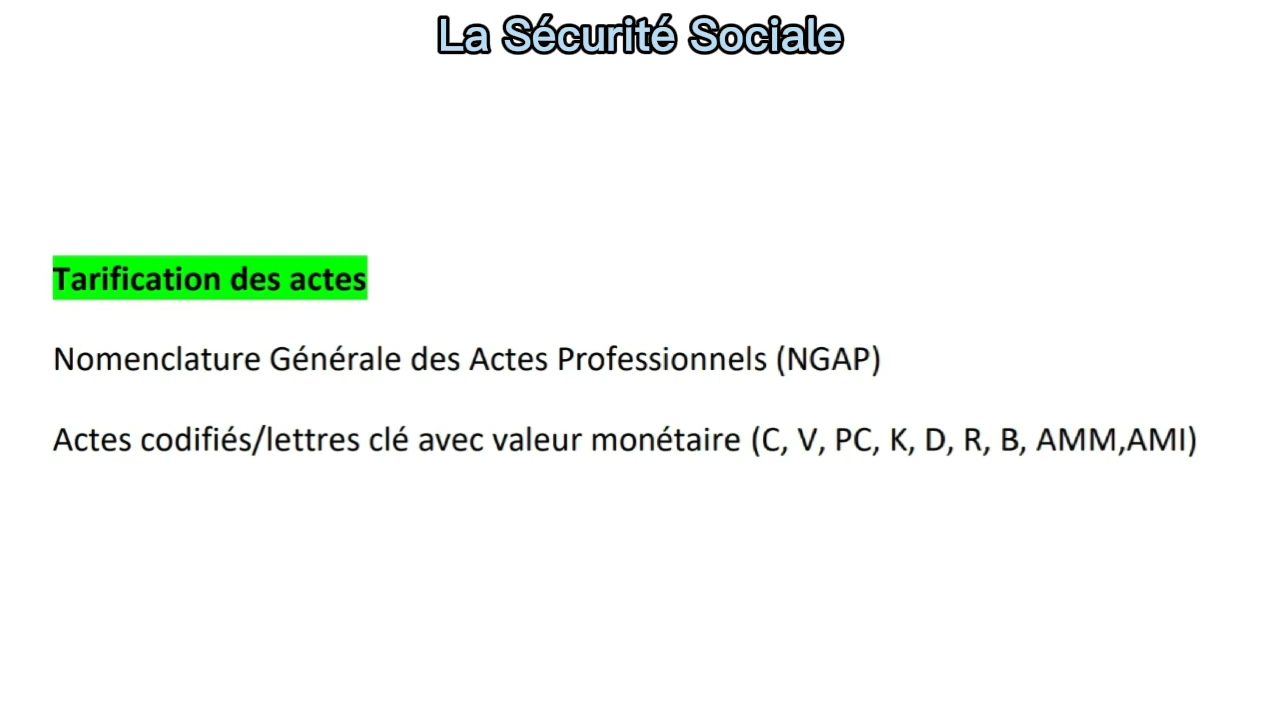 La Sécurité Sociale
Tarification des actes
Nomenclature Générale des Actes Professionnels (NGAP)
Actes codifiés/lettres clé avec valeur monétaire (C, V, PC, K, D, R, B, AMM,AMI)